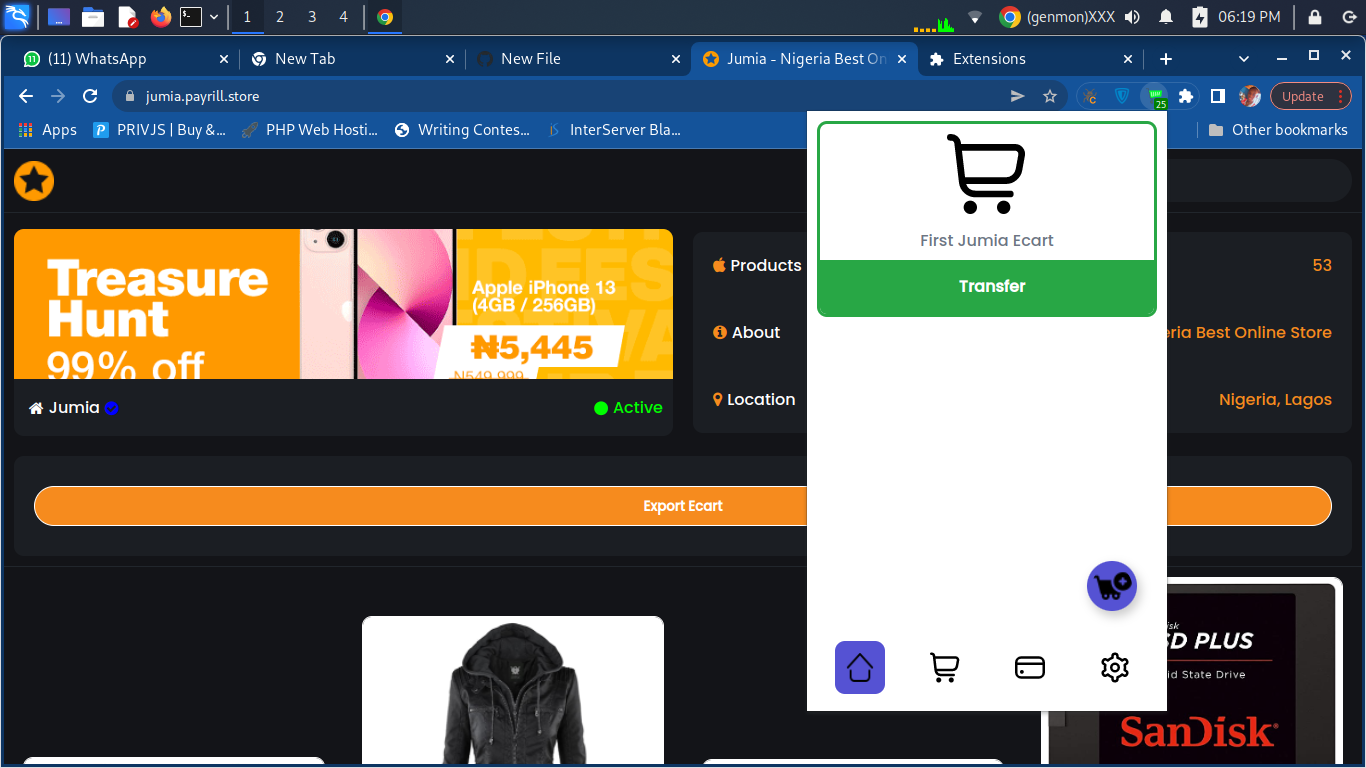 1 2 3 4 (genmon)XXX 06:19 PM
(11) WhatsApp New Tab New File Jumia - Nigeria Best On Extensions
jumia.payrill.store 25 Update
Apps PRIVJS | Buy &... PHP Web Hosti... Writing Contes... InterServer Bla... Other bookmarks
First Jumia Ecart
Transfer
Treasure
Hunt
99% off
Apple iPhone 13
(4GB / 256GB)
₦5,445
₦549,999
Jumia Active
Products 53
About eria Best Online Store
Location Nigeria, Lagos
Export Ecart
isk
SD PLUS
id State Drive
SanDisk